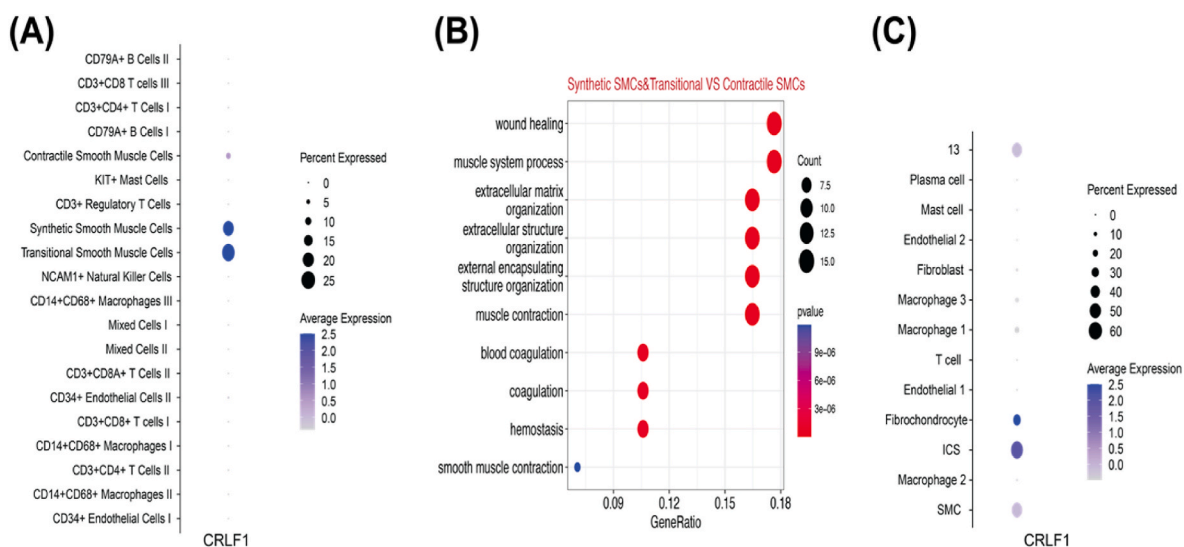 (A)
CD79A+ B Cells II
CD3+CD8 T cells III
CD3+CD4+ T Cells I
CD79A+ B Cells I
Contractile Smooth Muscle Cells
KIT+ Mast Cells
CD3+ Regulatory T Cells
Synthetic Smooth Muscle Cells
Transitional Smooth Muscle Cells
NCAM1+ Natural Killer Cells
CD14+CD68+ Macrophages III
Mixed Cells I
Mixed Cells II
CD3+CD8A+ T Cells II
CD34+ Endothelial Cells II
CD3+CD8+ T cells I
CD14+CD68+ Macrophages I
CD3+CD4+ T Cells II
CD14+CD68+ Macrophages II
CD34+ Endothelial Cells I
CRLF1
Percent Expressed
0
5
10
15
20
25
Average Expression
2.5
2.0
1.5
1.0
0.5
0.0
(B)
Synthetic SMCs&Transitional VS Contractile SMCs
wound healing
muscle system process
extracellular matrix
organization
extracellular structure
organization
external encapsulating
structure organization
muscle contraction
blood coagulation
coagulation
hemostasis
smooth muscle contraction
0.09
0.12
0.15
0.18
GeneRatio
Count
7.5
10.0
12.5
15.0
pvalue
9e-06
6e-06
3e-06
(C)
13
Plasma cell
Mast cell
Endothelial 2
Fibroblast
Macrophage 3
Macrophage 1
T cell
Endothelial 1
Fibrochondrocyte
ICS
Macrophage 2
SMC
CRLF1
Percent Expressed
0
10
20
30
40
50
60
Average Expression
2.5
2.0
1.5
1.0
0.5
0.0